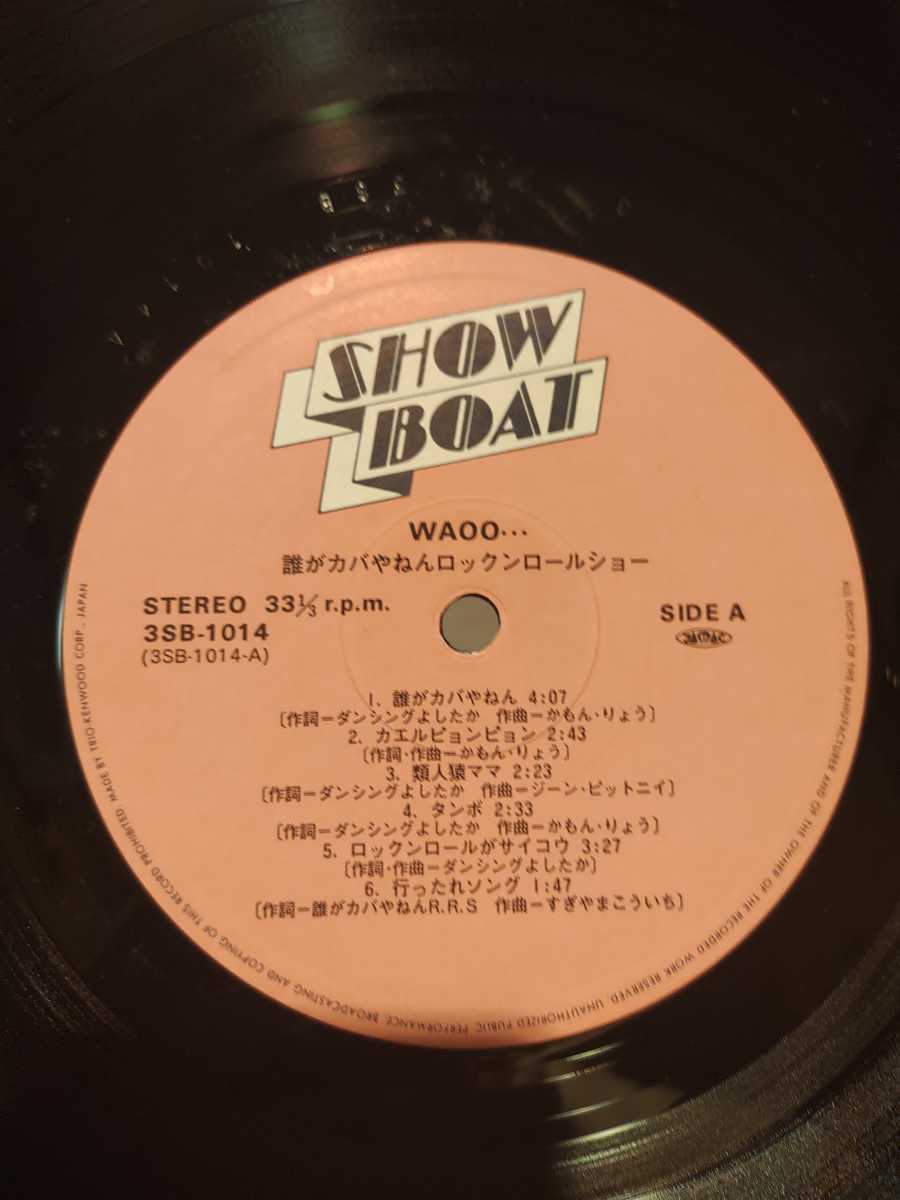 SHOW
BOAT
WAOO…
誰がカバやねんロックンロールショー
STEREO 33⅓ r.p.m.
3SB-1014
(3SB-1014-A)
SIDE A
JASRAC
1. 誰がカバやねん 4:07
〔作詞=ダンシングよしたか 作曲=かもん・りょう〕
2. カエルピョンピョン 2:43
〔作詞・作曲=かもん・りょう〕
3. 類人猿ママ 2:23
〔作詞=ダンシングよしたか 作曲=ジーン・ピットニイ〕
4. タンボ 2:33
〔作詞=ダンシングよしたか 作曲=かもん・りょう〕
5. ロックンロールがサイコウ 3:27
〔作詞・作曲=ダンシングよしたか〕
6. 行ったれソング 1:47
〔作詞=誰がカバやねんR.R.S 作曲=すぎやまこういち〕
ALL RIGHTS OF THE MANUFACTURER AND OF THE OWNER OF THE RECORDED WORK RESERVED. UNAUTHORIZED PUBLIC PERFORMANCE, BROADCASTING AND COPYING OF THIS RECORD PROHIBITED. MADE BY TRIO-KENWOOD CORP., JAPAN